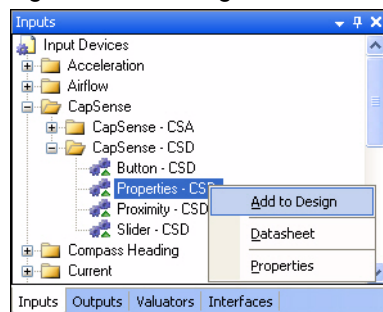 Inputs
Input Devices
Acceleration
Airflow
CapSense
CapSense - CSA
CapSense - CSD
Button - CSD
Properties - CSD
Add to Design
Proximity - CSD
Datasheet
Slider - CSD
Compass Heading
Properties
Current
Inputs Outputs Valuators Interfaces